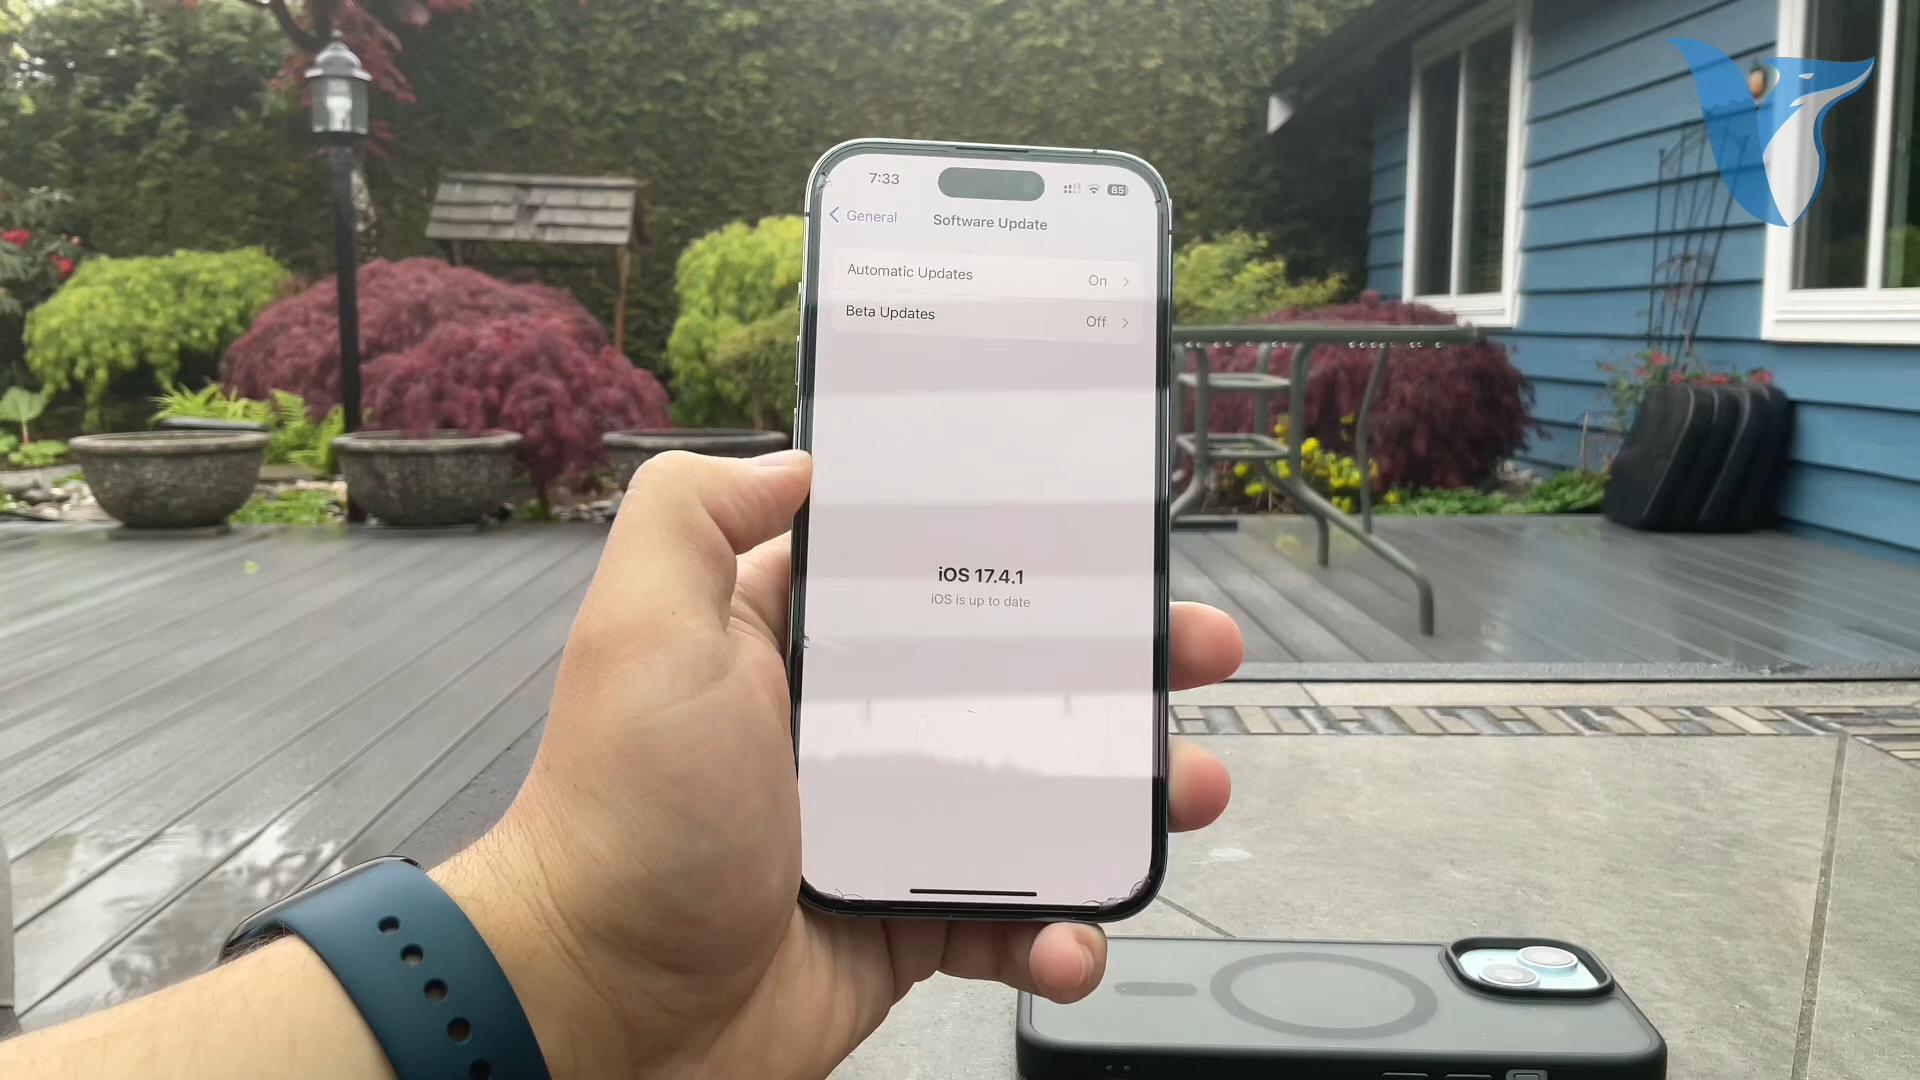 7:33
85
General
Software Update
Automatic Updates
On
Beta Updates
Off
iOS 17.4.1
iOS is up to date